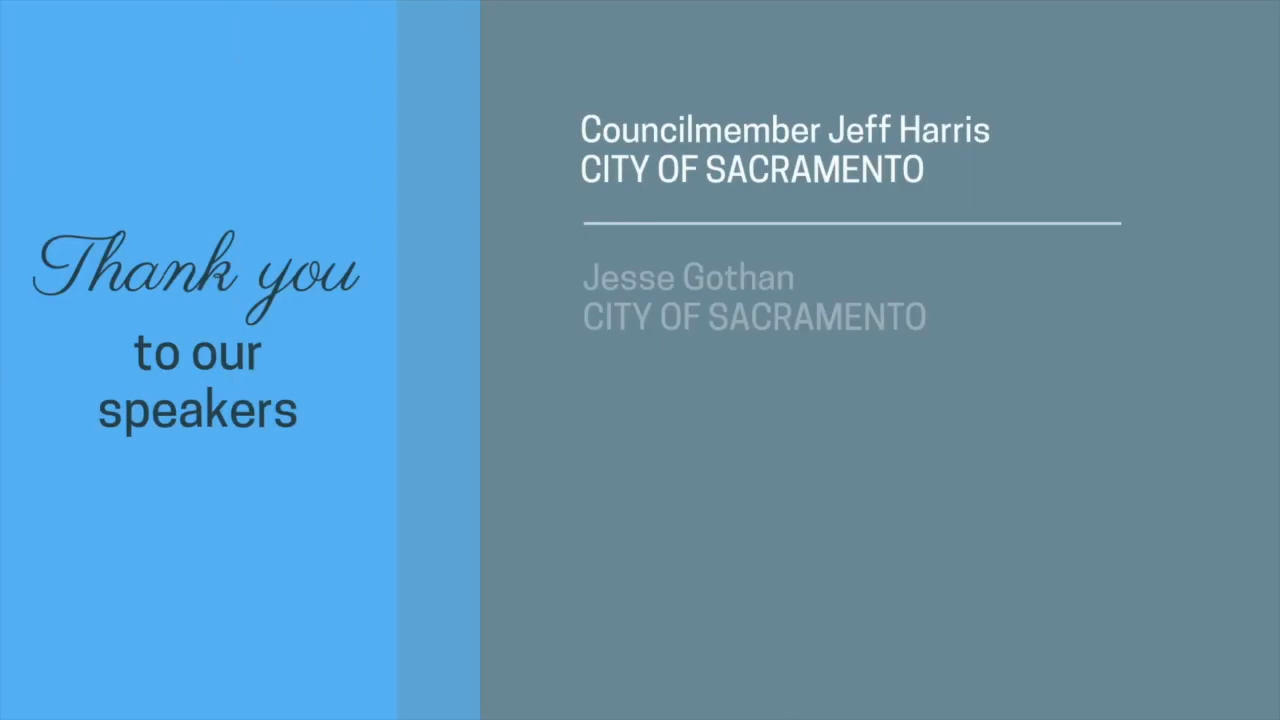 Thank you
to our
speakers
Councilmember Jeff Harris
CITY OF SACRAMENTO
Jesse Gothan
CITY OF SACRAMENTO